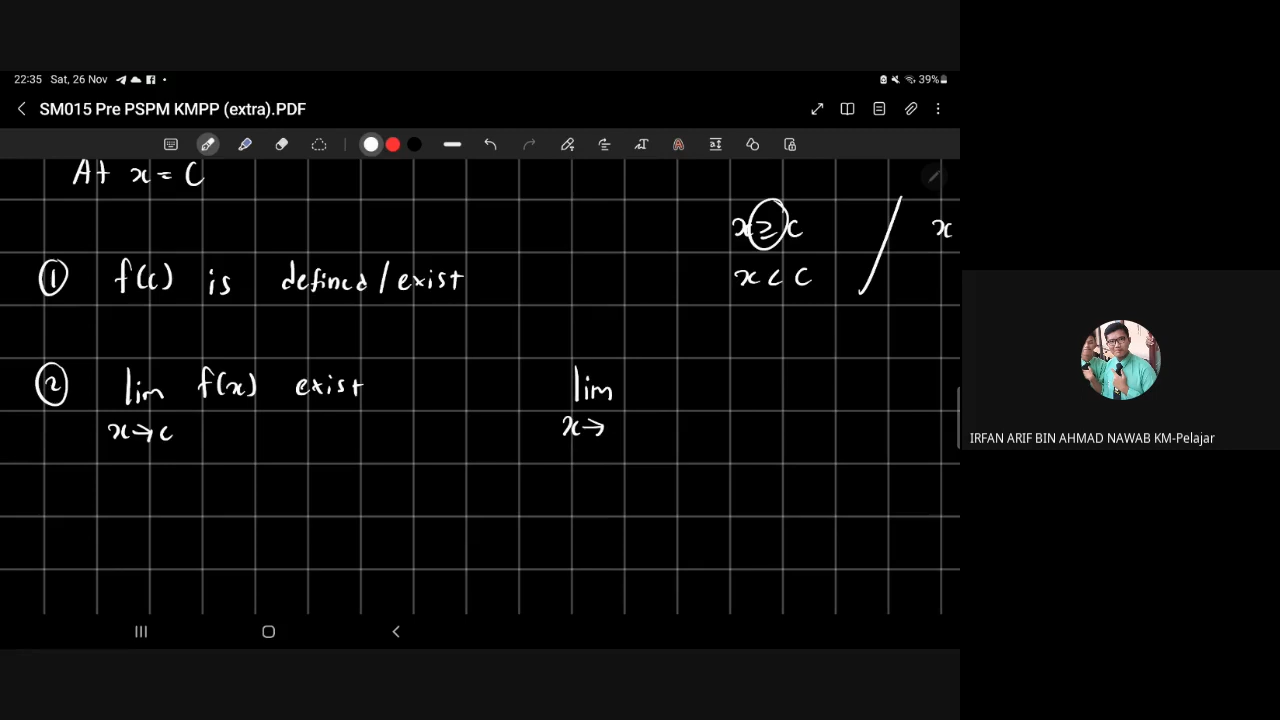 22:35 Sat, 26 Nov
39%
SM015 Pre PSPM KMPP (extra).PDF
At x = C
x ≥ c / x
x < c
① f(c) is defined / exist
② lim f(x) exist lim
x→c x→
IRFAN ARIF BIN AHMAD NAWAB KM-Pelajar